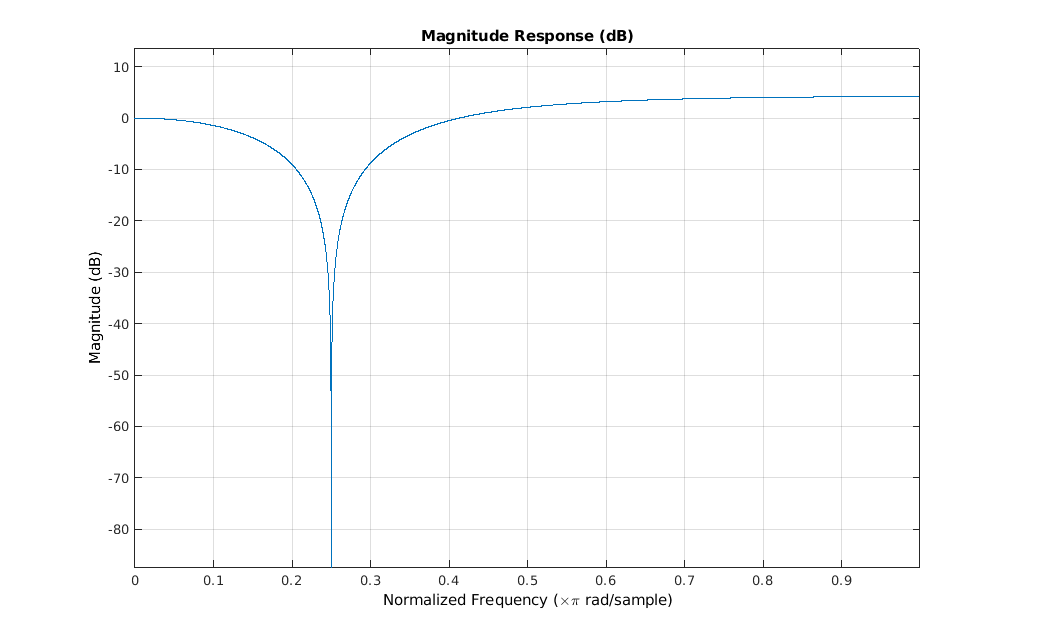 Magnitude Response (dB)
10
0
-10
-20
-30
-40
-50
-60
-70
-80
Magnitude (dB)
0 0.1 0.2 0.3 0.4 0.5 0.6 0.7 0.8 0.9
Normalized Frequency (×π rad/sample)